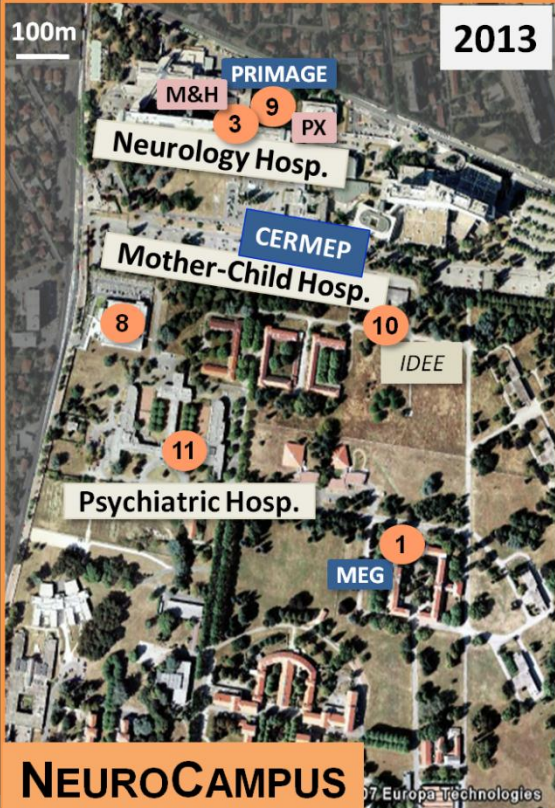 100m
2013
PRIMAGE
M&H
9
3
PX
Neurology Hosp.
CERMEP
Mother-Child Hosp.
8
10
IDEE
11
Psychiatric Hosp.
1
MEG
NEUROCAMPUS
07 Europa Technologies